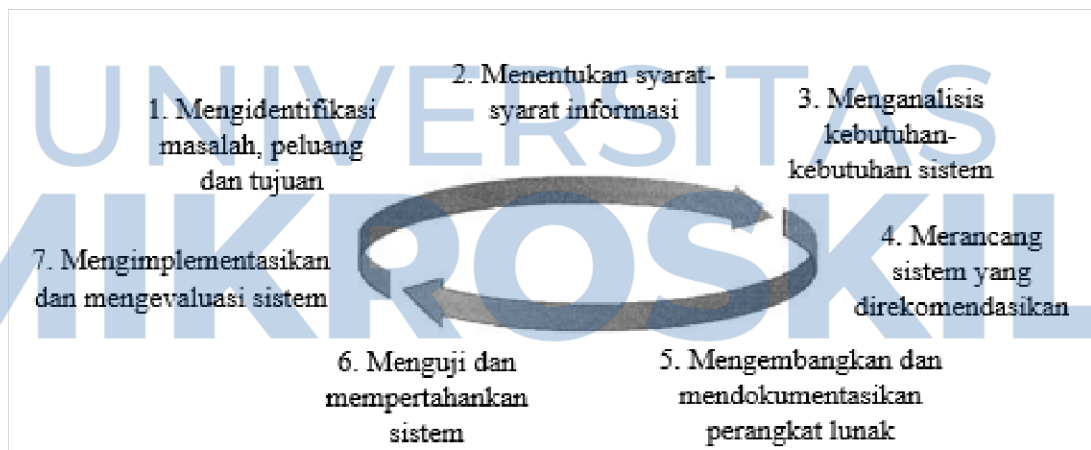 UNIVERSITAS
MIKROSKIL
1. Mengidentifikasi
masalah, peluang
dan tujuan
2. Menentukan syarat-
syarat informasi
3. Menganalisis
kebutuhan-
kebutuhan sistem
4. Merancang
sistem yang
direkomendasikan
5. Mengembangkan dan
mendokumentasikan
perangkat lunak
6. Menguji dan
mempertahankan
sistem
7. Mengimplementasikan
dan mengevaluasi sistem